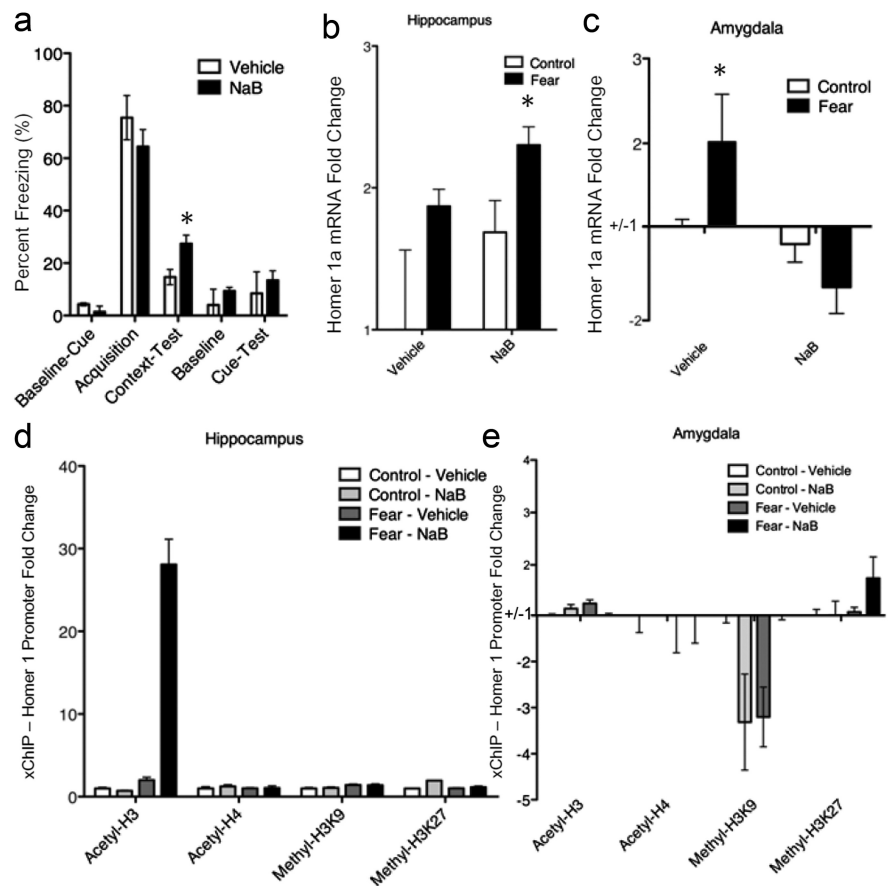 a
Percent Freezing (%)
Vehicle
NaB
100
80
60
40
20
0
*
Baseline-Cue
Acquisition
Context-Test
Baseline
Cue-Test
b
Hippocampus
Homer 1a mRNA Fold Change
3
2
1
Control
Fear
*
Vehicle
NaB
c
Amygdala
Homer 1a mRNA Fold Change
3
2
+/-1
-2
*
Control
Fear
Vehicle
NaB
d
Hippocampus
xChIP – Homer 1 Promoter Fold Change
40
30
20
10
0
Control - Vehicle
Control - NaB
Fear - Vehicle
Fear - NaB
Acetyl-H3
Acetyl-H4
Methyl-H3K9
Methyl-H3K27
e
Amygdala
xChIP – Homer 1 Promoter Fold Change
4
3
2
+/-1
-2
-3
-4
-5
Control - Vehicle
Control - NaB
Fear - Vehicle
Fear - NaB
Acetyl-H3
Acetyl-H4
Methyl-H3K9
Methyl-H3K27